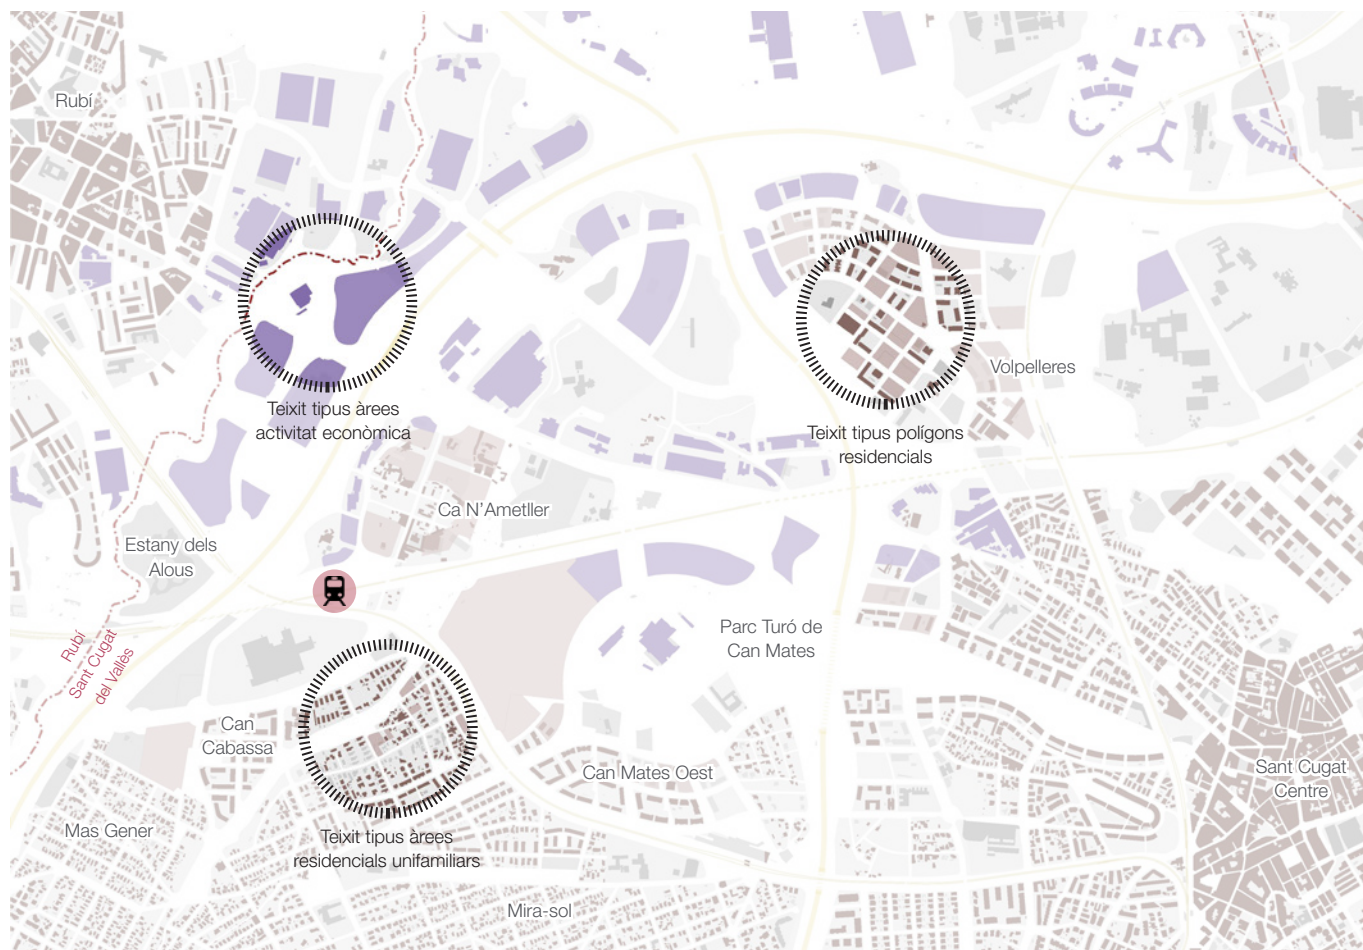 Rubí
Teixit tipus àrees
activitat econòmica
Volpelleres
Teixit tipus polígons
residencials
Ca N'Ametller
Estany dels
Alous
Rubí
Sant Cugat
del Vallès
Parc Turó de
Can Mates
Can
Cabassa
Can Mates Oest
Sant Cugat
Centre
Mas Gener
Teixit tipus àrees
residencials unifamiliars
Mira-sol